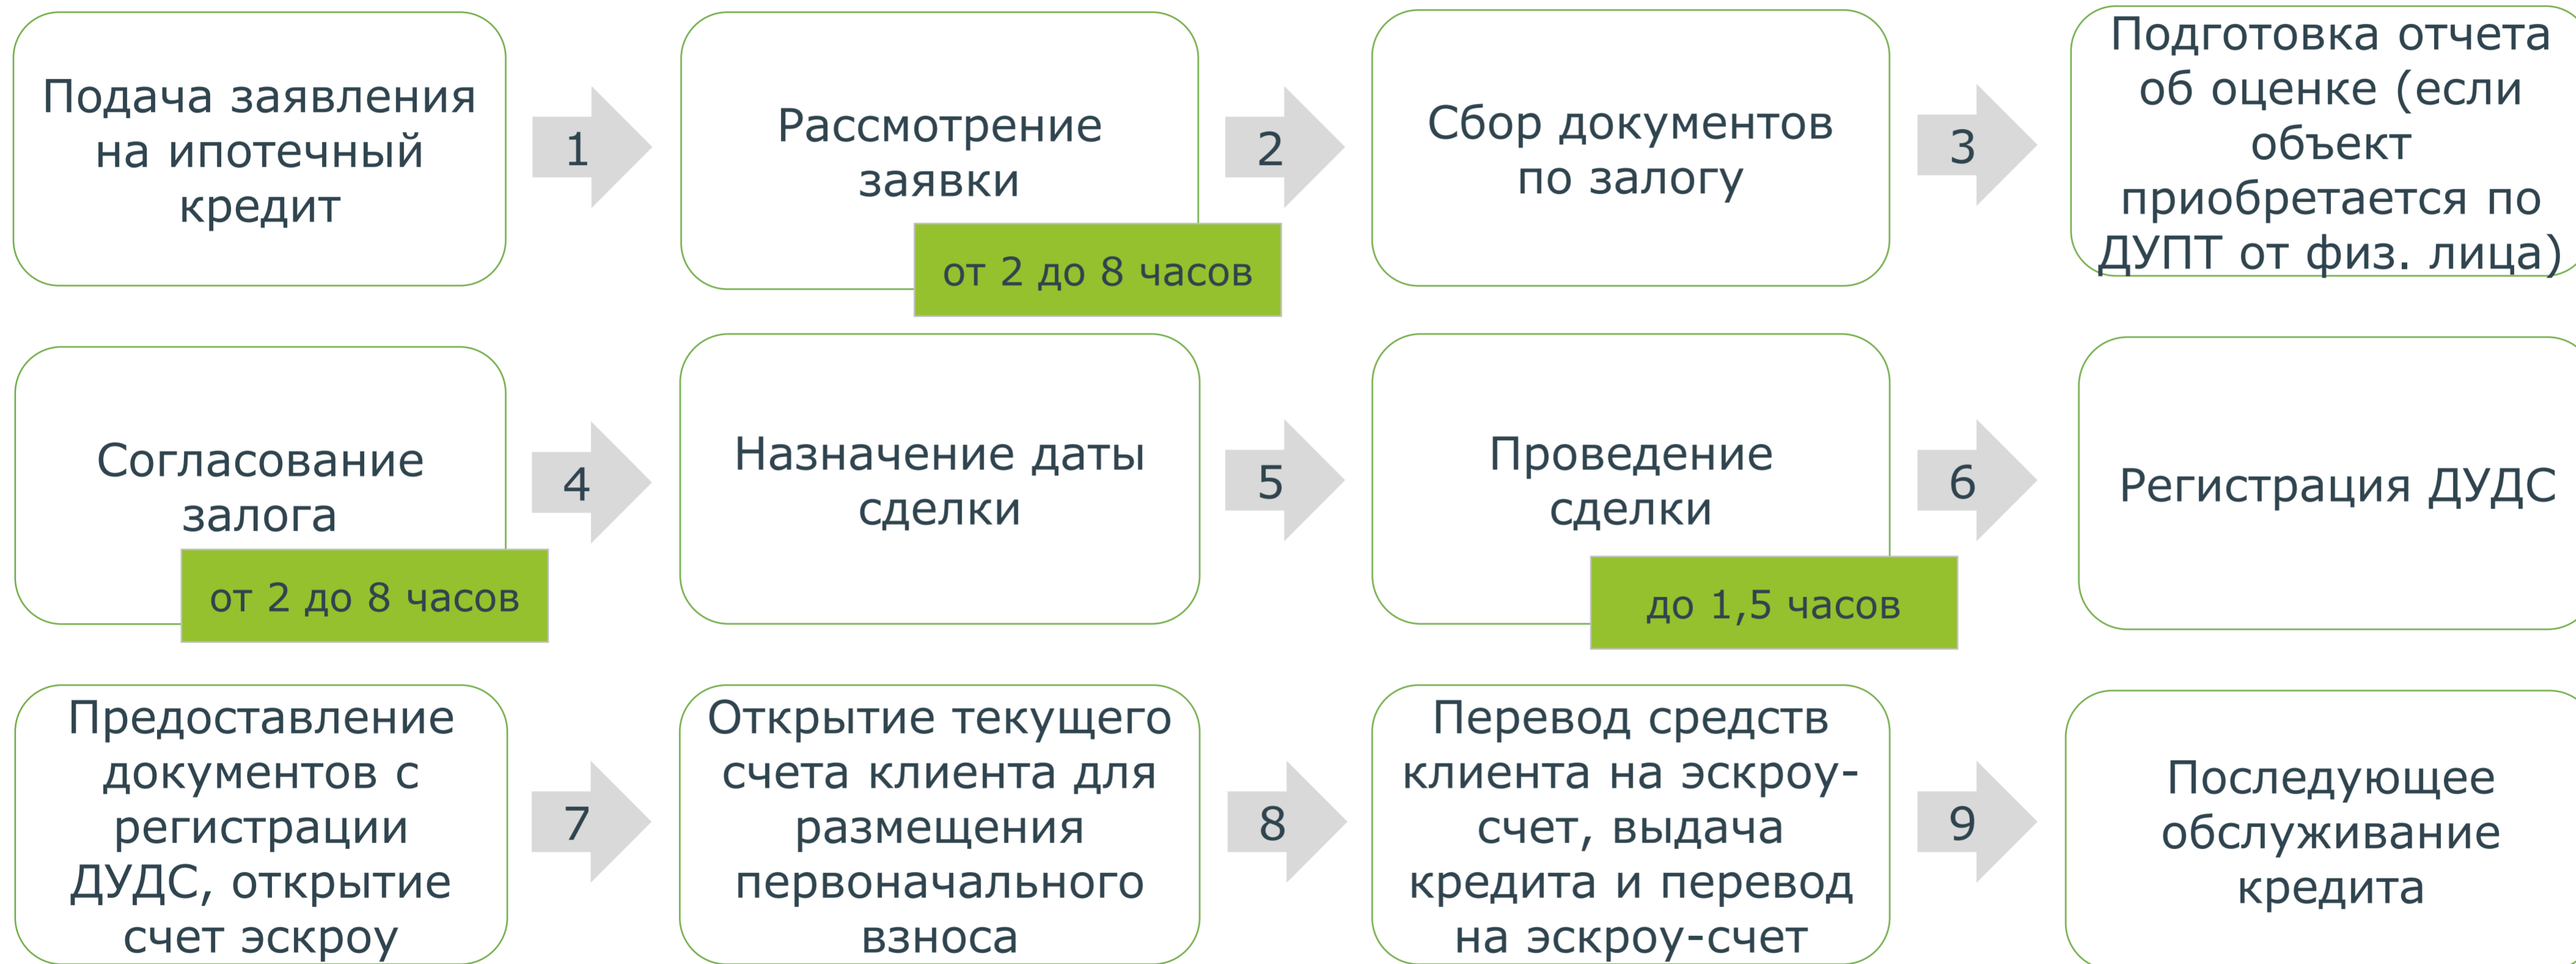 Подача заявления
на ипотечный
кредит
1
Рассмотрение
заявки
от 2 до 8 часов
2
Сбор документов
по залогу
3
Подготовка отчета
об оценке (если
объект
приобретается по
ДУПТ от физ. лица)
Согласование
залога
от 2 до 8 часов
4
Назначение даты
сделки
5
Проведение
сделки
до 1,5 часов
6
Регистрация ДУДС
Предоставление
документов с
регистрации
ДУДС, открытие
счет эскроу
7
Открытие текущего
счета клиента для
размещения
первоначального
взноса
8
Перевод средств
клиента на эскроу-
счет, выдача
кредита и перевод
на эскроу-счет
9
Последующее
обслуживание
кредита